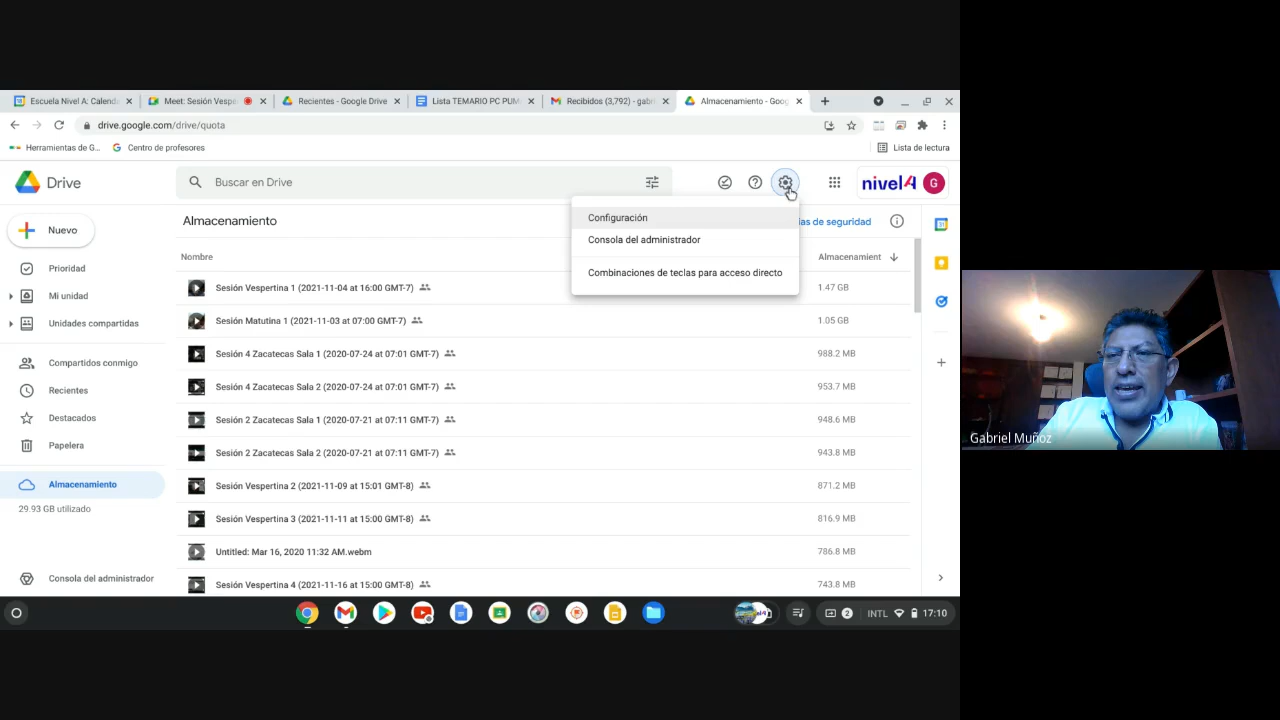 Escuela Nivel A: Calenda
Meet: Sesión Vespe
Recientes - Google Drive
Lista TEMARIO PC PUM
Recibidos (3,792) - gabri
Almacenamiento - Goog
drive.google.com/drive/quota
Herramientas de G...
Centro de profesores
Lista de lectura
Drive
Buscar en Drive
nivel4
G
Nuevo
Almacenamiento
Configuración
as de seguridad
Consola del administrador
Combinaciones de teclas para acceso directo
Nombre
Almacenamient
Prioridad
Mi unidad
Unidades compartidas
Compartidos conmigo
Recientes
Destacados
Papelera
Almacenamiento
29.93 GB utilizado
Consola del administrador
Sesión Vespertina 1 (2021-11-04 at 16:00 GMT-7) 1.47 GB
Sesión Matutina 1 (2021-11-03 at 07:00 GMT-7) 1.05 GB
Sesión 4 Zacatecas Sala 1 (2020-07-24 at 07:01 GMT-7) 988.2 MB
Sesión 4 Zacatecas Sala 2 (2020-07-24 at 07:01 GMT-7) 953.7 MB
Sesión 2 Zacatecas Sala 1 (2020-07-21 at 07:11 GMT-7) 948.6 MB
Sesión 2 Zacatecas Sala 2 (2020-07-21 at 07:11 GMT-7) 943.8 MB
Sesión Vespertina 2 (2021-11-09 at 15:01 GMT-8) 871.2 MB
Sesión Vespertina 3 (2021-11-11 at 15:00 GMT-8) 816.9 MB
Untitled: Mar 16, 2020 11:32 AM.webm 786.8 MB
Sesión Vespertina 4 (2021-11-16 at 15:00 GMT-8) 743.8 MB
2 INTL 17:10
Gabriel Muñoz